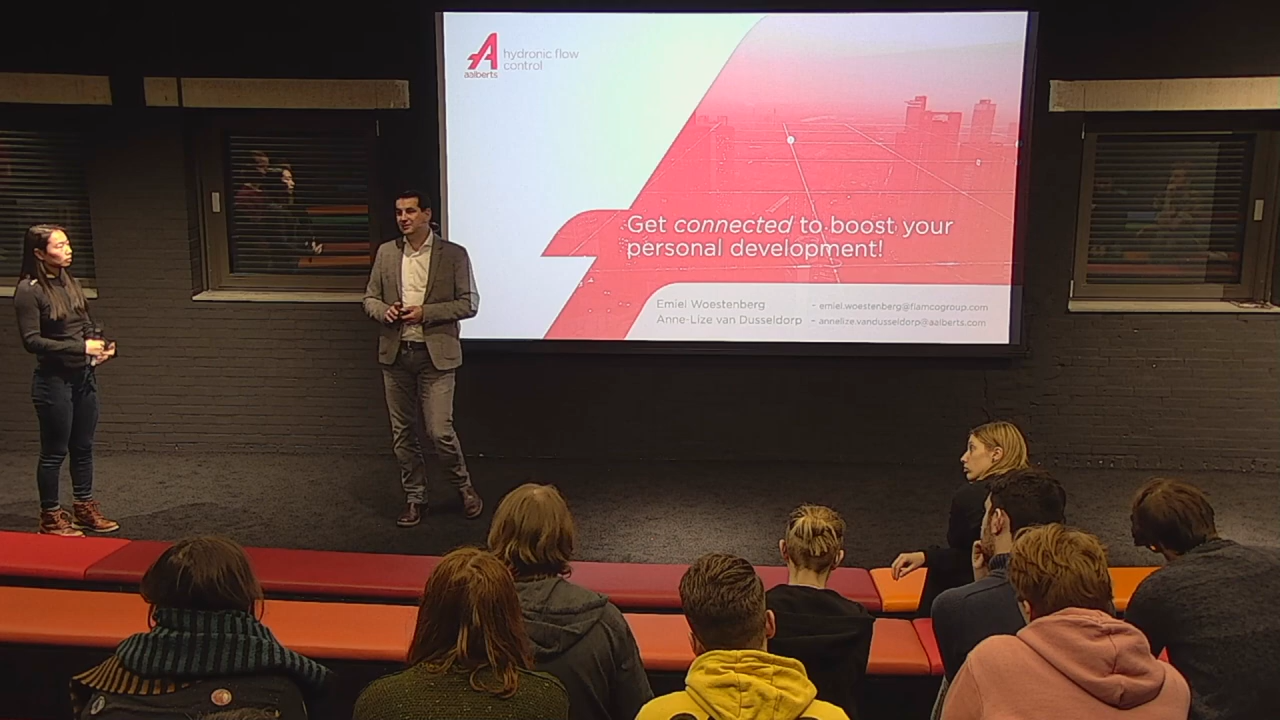 hydronic flow
control
aalberts
Get connected to boost your
personal development!
Emiel Woestenberg - emiel.woestenberg@flamcogroup.com
Anne-Lize van Dusseldorp - annelize.vandusseldorp@aalberts.com